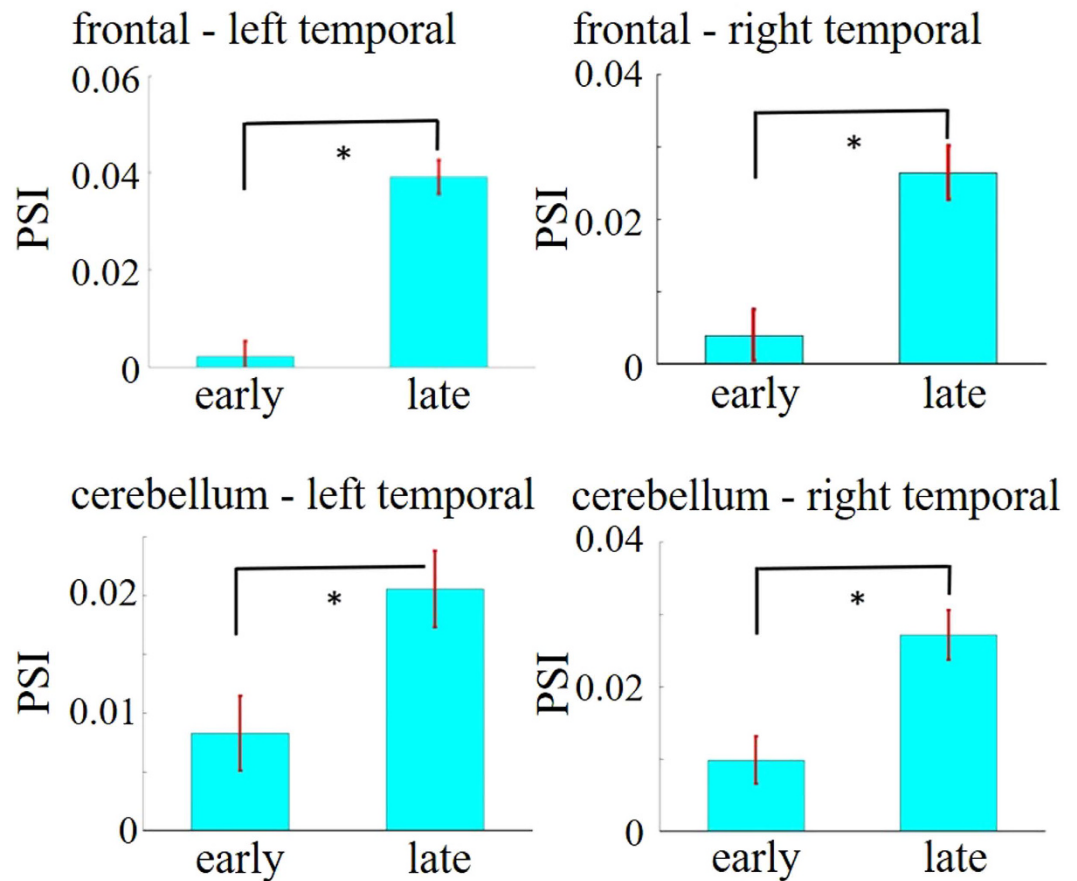 frontal - left temporal
0.06
0.04
0.02
0
PSI
*
early late
frontal - right temporal
0.04
0.02
0
PSI
*
early late
cerebellum - left temporal
0.02
0.01
0
PSI
*
early late
cerebellum - right temporal
0.04
0.02
0
PSI
*
early late